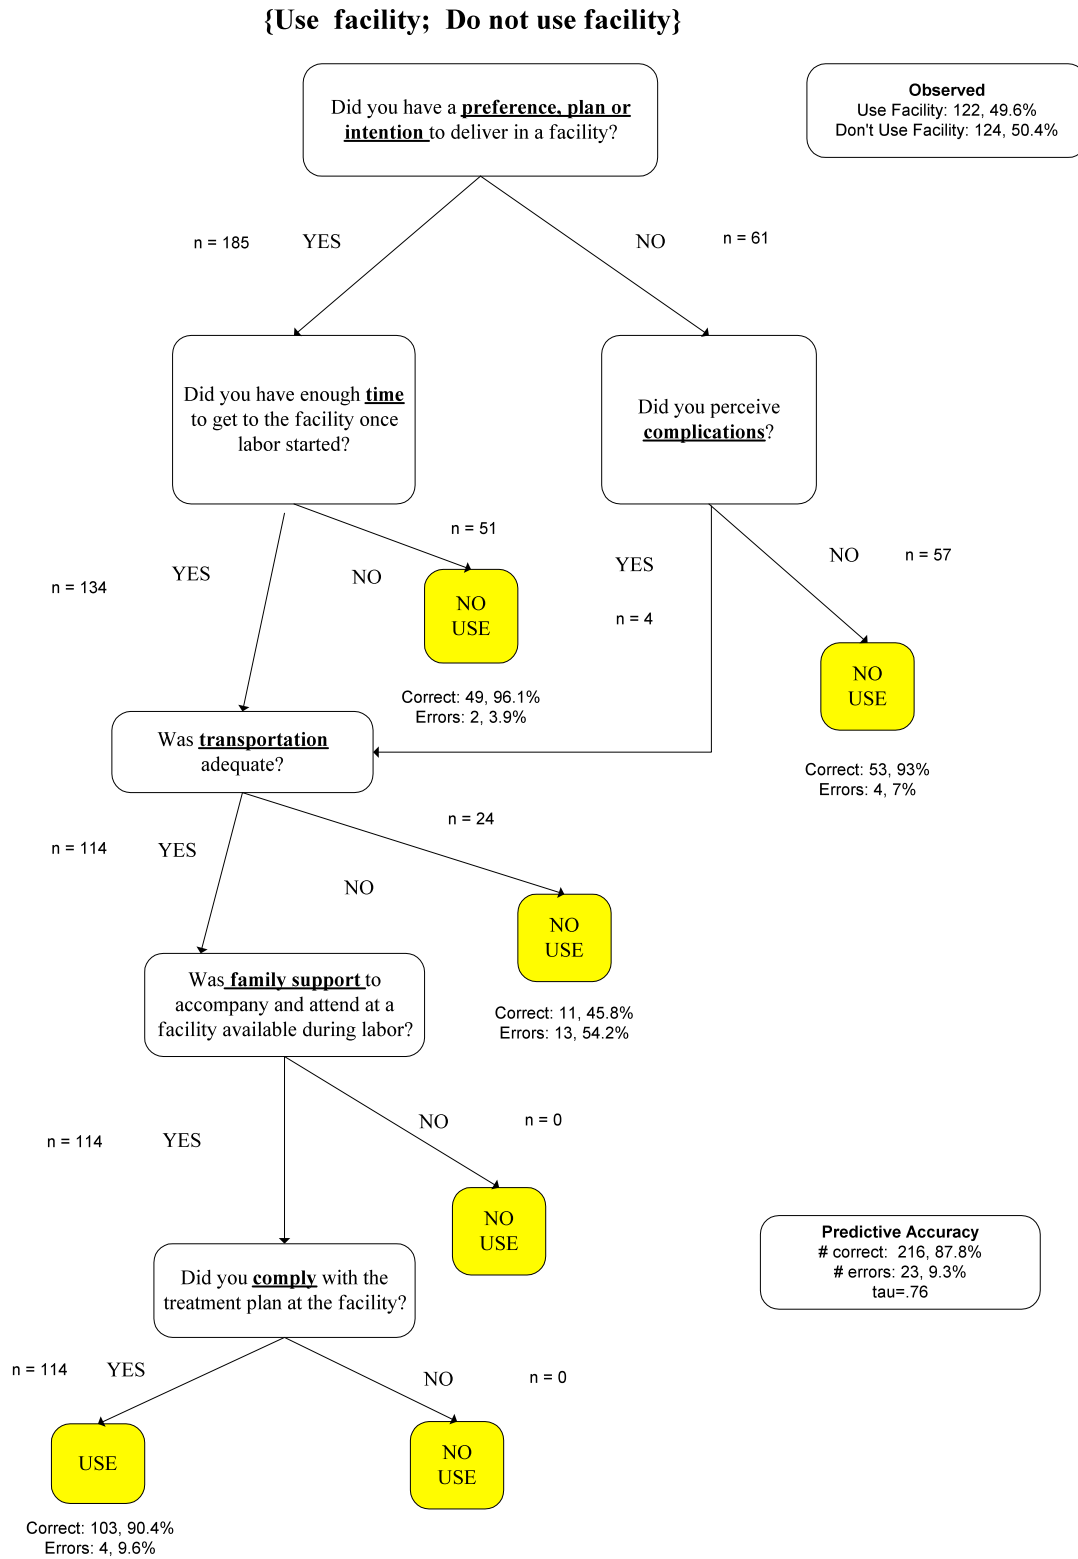 {Use facility; Do not use facility}
Did you have a preference, plan or
intention to deliver in a facility?
Observed
Use Facility: 122, 49.6%
Don't Use Facility: 124, 50.4%
n = 185
YES
NO
n = 61
Did you have enough time
to get to the facility once
labor started?
Did you perceive
complications?
n = 134
YES
NO
n = 51
NO
USE
Correct: 49, 96.1%
Errors: 2, 3.9%
YES
n = 4
NO
n = 57
NO
USE
Correct: 53, 93%
Errors: 4, 7%
Was transportation
adequate?
n = 114
YES
NO
n = 24
NO
USE
Correct: 11, 45.8%
Errors: 13, 54.2%
Was family support to
accompany and attend at a
facility available during labor?
n = 114
YES
NO
n = 0
NO
USE
Predictive Accuracy
# correct: 216, 87.8%
# errors: 23, 9.3%
tau=.76
Did you comply with the
treatment plan at the facility?
n = 114
YES
NO
n = 0
USE
NO
USE
Correct: 103, 90.4%
Errors: 4, 9.6%